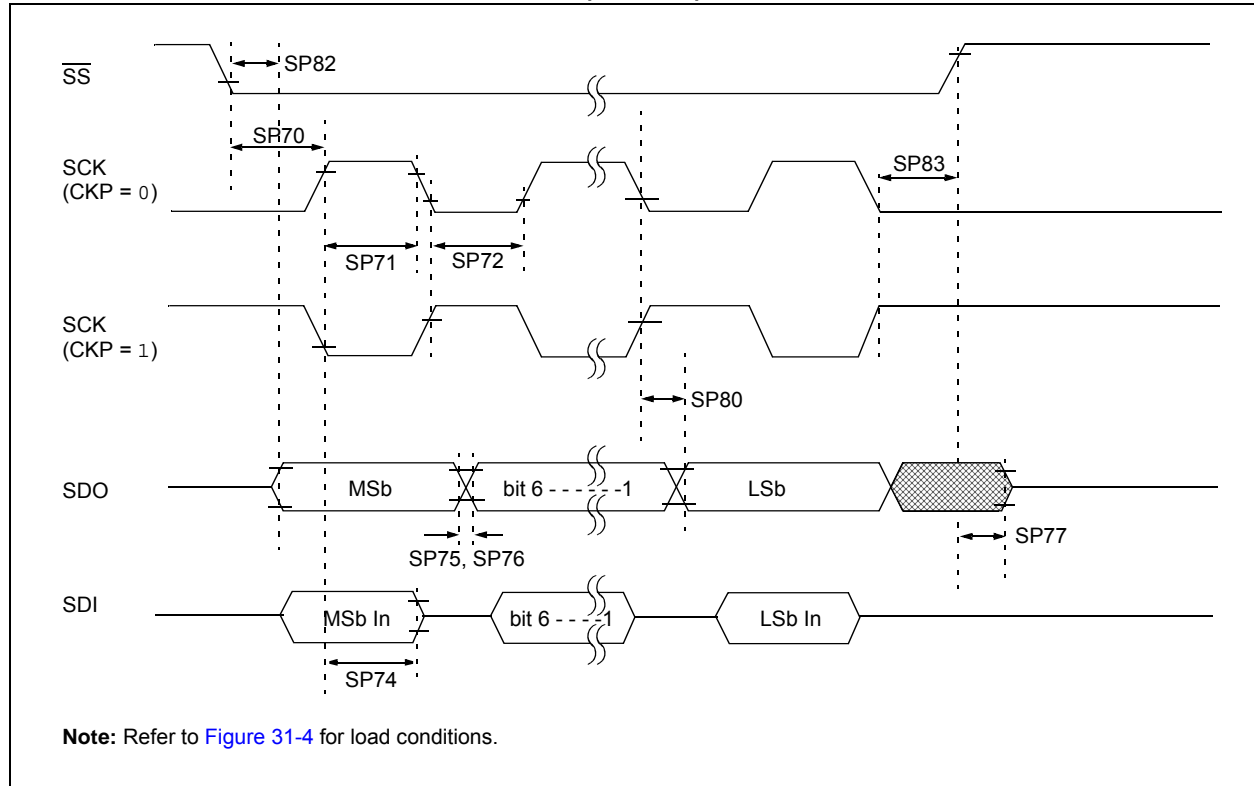 SS
SP82
SP70
SCK
(CKP = 0)
SP83
SP71
SP72
SCK
(CKP = 1)
SP80
SDO
MSb
bit 6 - - - - - -1
LSb
SP75, SP76
SP77
SDI
MSb In
bit 6 - - - -1
LSb In
SP74
Note: Refer to Figure 31-4 for load conditions.